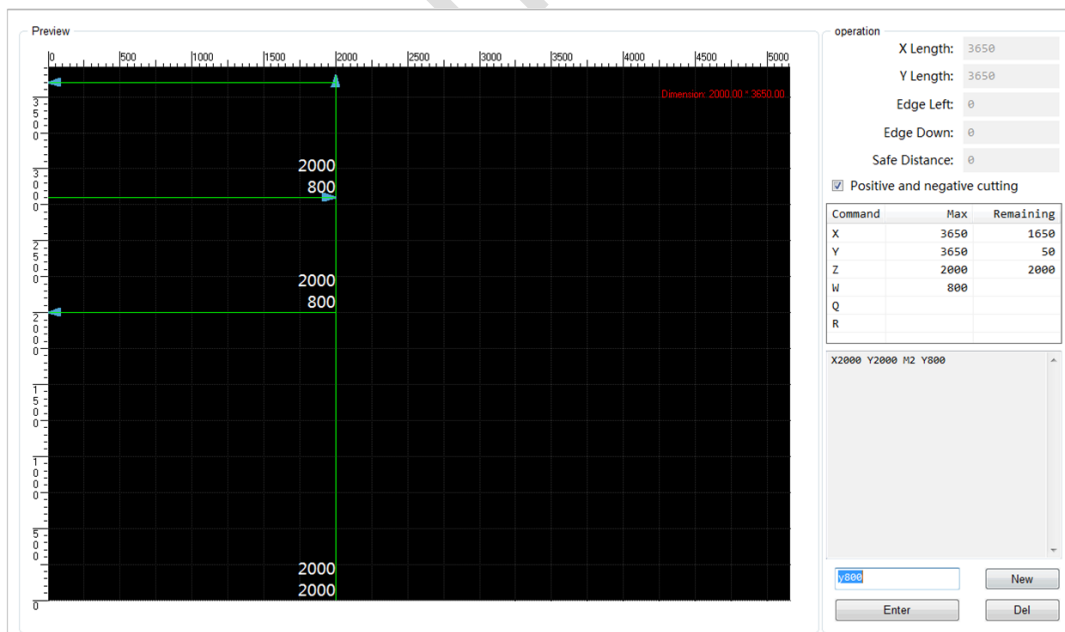 Preview
0 500 1000 1500 2000 2500 3000 3500 4000 4500 5000
Dimension: 2000.00 * 3650.00
3500
3000
2500
2000
1500
1000
500
0
2000
800
2000
800
2000
2000
operation
X Length: 3650
Y Length: 3650
Edge Left: 0
Edge Down: 0
Safe Distance: 0
Positive and negative cutting
Command Max Remaining
X 3650 1650
Y 3650 50
Z 2000 2000
W 800
Q
R
X2000 Y2000 M2 Y800
y800
New
Enter
Del